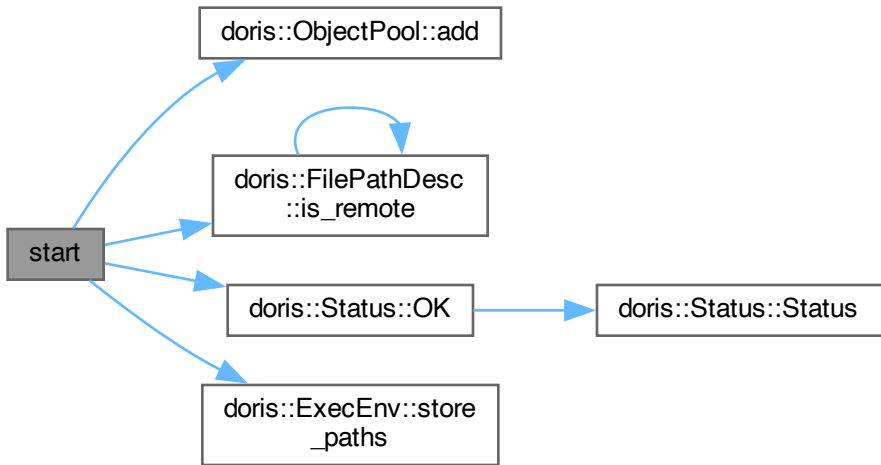 doris::ObjectPool::add
doris::FilePathDesc
::is_remote
start
doris::Status::OK
doris::Status::Status
doris::ExecEnv::store
_paths